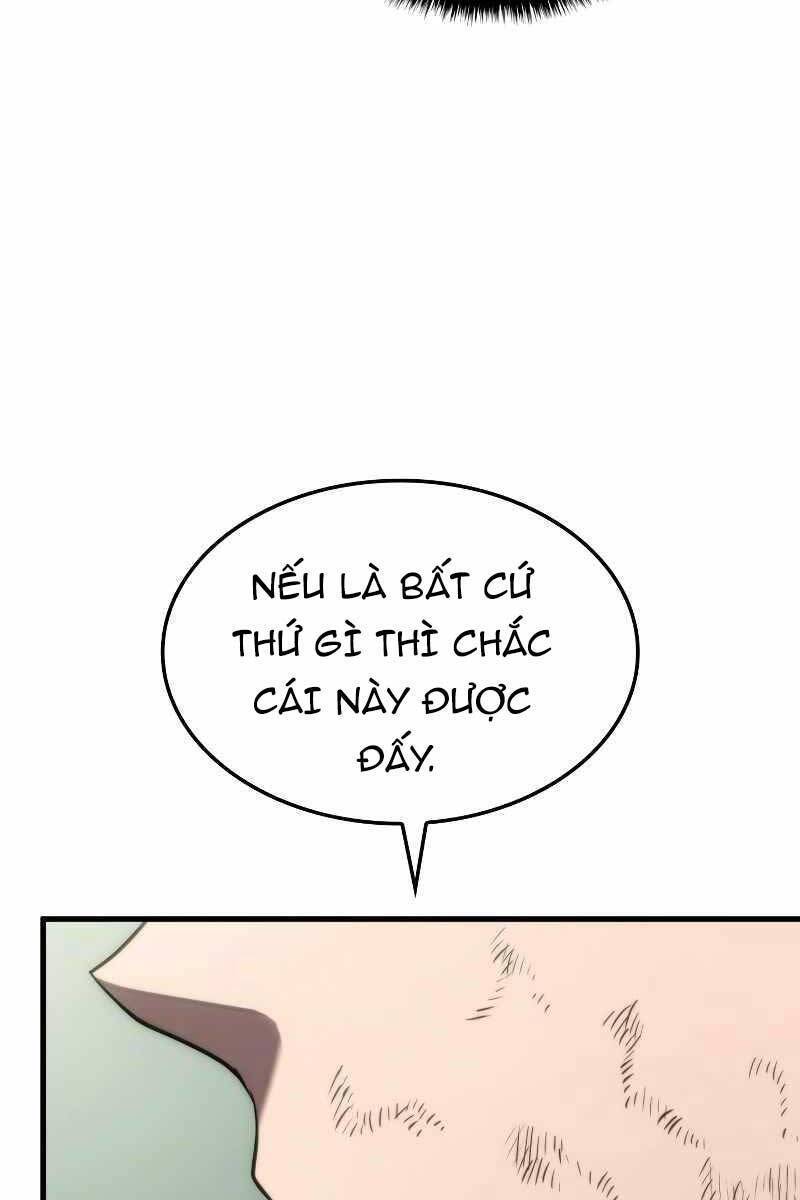 NẾU LÀ BẤT CỨ
THỨ GÌ THÌ CHẮC
CÁI NÀY ĐƯỢC
ĐẤY.